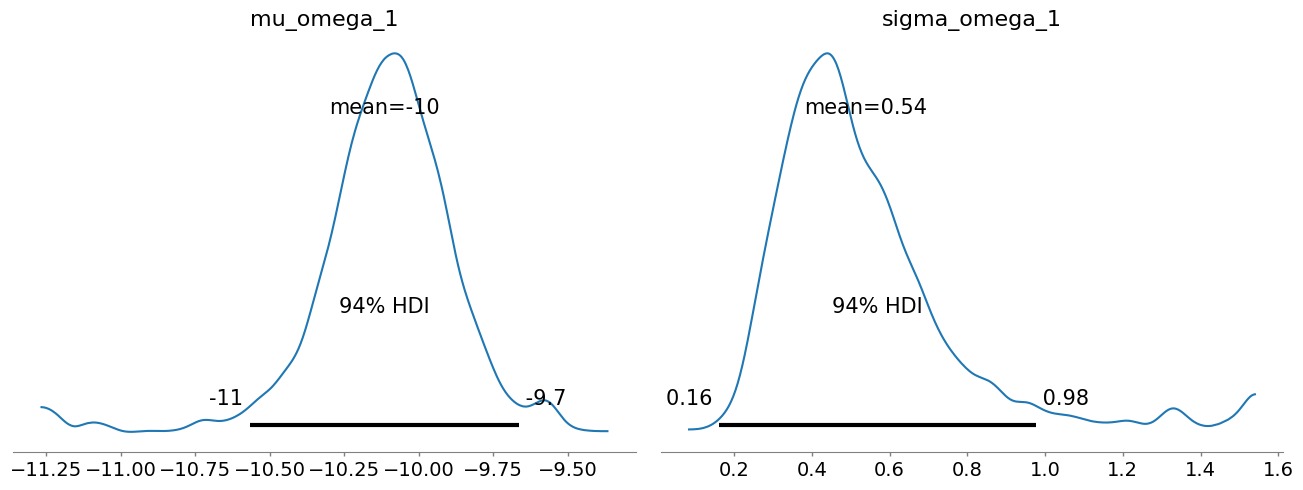 mu_omega_1
mean=-10
94% HDI
-11
-9.7
−11.25 −11.00 −10.75 −10.50 −10.25 −10.00 −9.75 −9.50
sigma_omega_1
mean=0.54
94% HDI
0.16
0.98
0.2 0.4 0.6 0.8 1.0 1.2 1.4 1.6